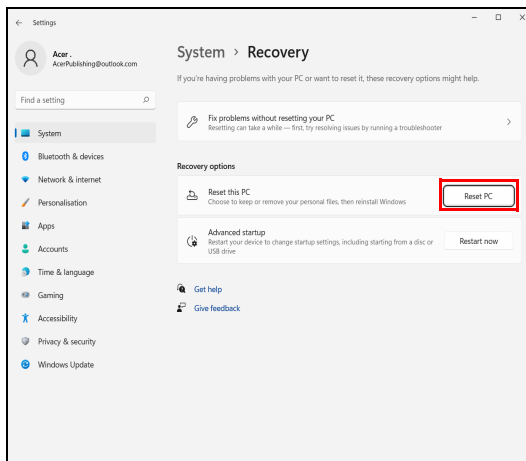 Settings
Acer .
AcerPublishing@outlook.com
Find a setting
System
Bluetooth & devices
Network & internet
Personalisation
Apps
Accounts
Time & language
Gaming
Accessibility
Privacy & security
Windows Update
System > Recovery
If you're having problems with your PC or want to reset it, these recovery options might help.
Fix problems without resetting your PC
Resetting can take a while — first, try resolving issues by running a troubleshooter
Recovery options
Reset this PC
Choose to keep or remove your personal files, then reinstall Windows
Reset PC
Advanced startup
Restart your device to change startup settings, including starting from a disc or
USB drive
Restart now
Get help
Give feedback